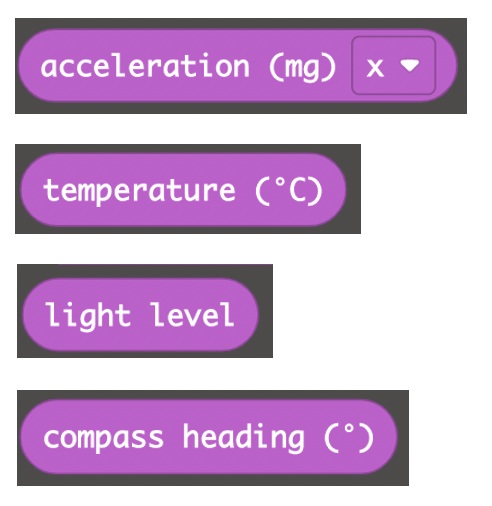 acceleration (mg) x
temperature (°C)
light level
compass heading (°)